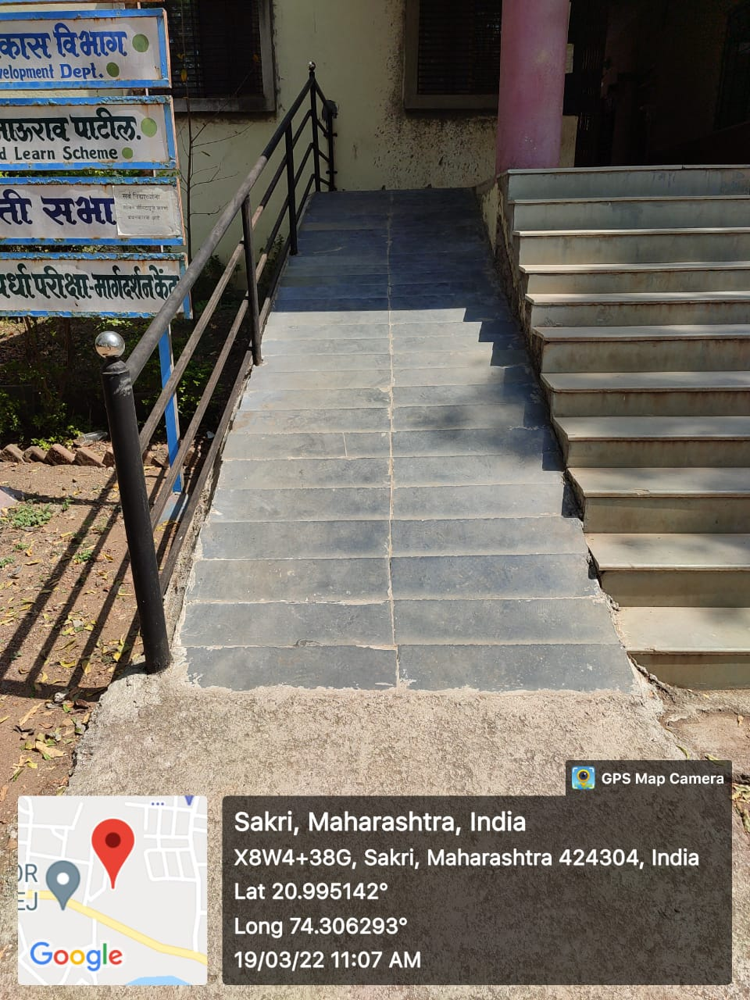 कास विभाग
velopment Dept.
भाऊराव पाटील.
d Learn Scheme
ती सभा
सर्व विद्यार्थ्यांना
र्धा परीक्षा-मार्गदर्शन केंद्र
GPS Map Camera
Sakri, Maharashtra, India
X8W4+38G, Sakri, Maharashtra 424304, India
Lat 20.995142°
Long 74.306293°
19/03/22 11:07 AM
OR
EJ
Google